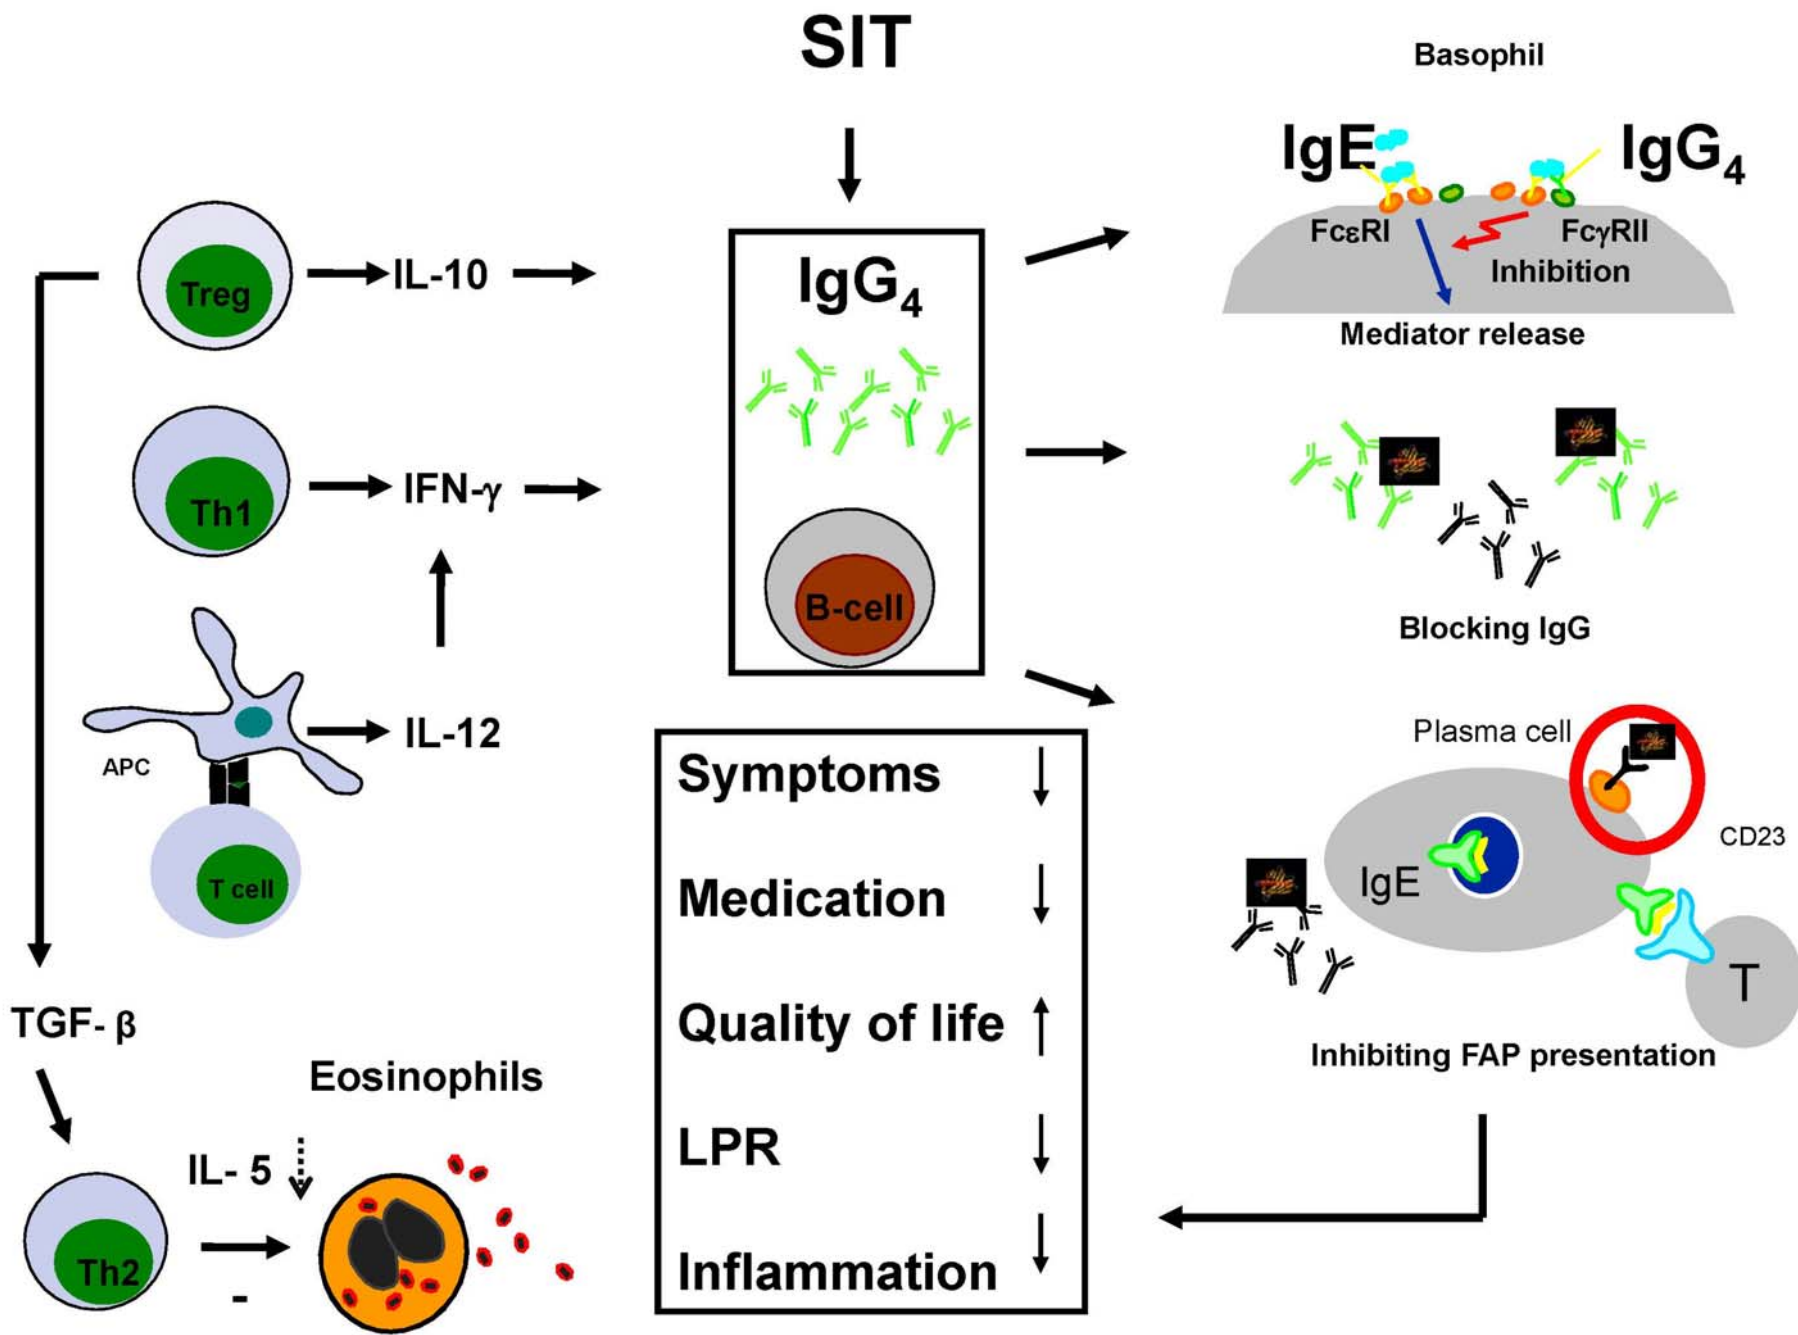 SIT
Basophil
IgE
IgG4
FcεRI
FcγRII
Inhibition
Mediator release
Treg
IL-10
IgG4
Th1
IFN-γ
B-cell
Blocking IgG
APC
IL-12
T cell
Plasma cell
CD23
IgE
T
Inhibiting FAP presentation
Symptoms ↓
Medication ↓
Quality of life ↑
LPR ↓
Inflammation ↓
TGF- β
Eosinophils
IL- 5
Th2
-